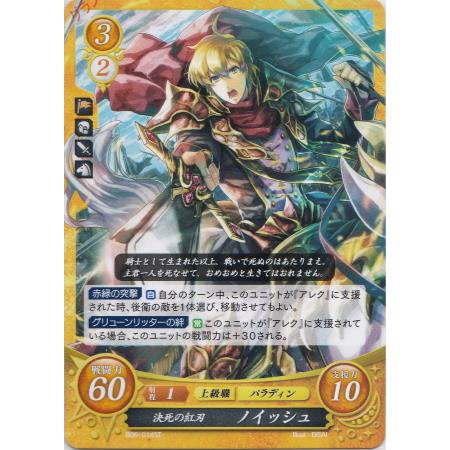 3
2
騎士として生まれた以上、戦いで死ぬのはあたりまえ。
主君一人を死なせて、おめおめと生きてはおれません。
赤緑の突撃 自 自分のターン中、このユニットが『アレク』に支援
された時、後衛の敵を1体選び、移動させてもよい。
グリューンリッターの絆 常 このユニットが『アレク』に支援されて
いる場合、このユニットの戦闘力は+30される。
戦闘力
60
射程 1
上級職
パラディン
支援力
10
決死の紅刃 ノイッシュ